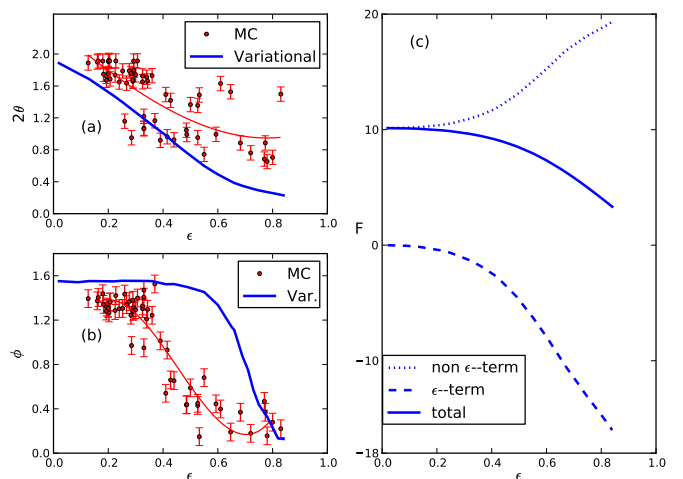 2.0
1.6
1.2
0.8
0.4
0.0
2θ
(a)
MC
Variational
0.0 0.2 0.4 0.6 0.8 1.0
ϵ
1.6
1.2
0.8
0.4
0.0
ϕ
(b)
MC
Var.
0.0 0.2 0.4 0.6 0.8 1.0
ϵ
20
10
0
−10
−18
F
(c)
non ϵ--term
ϵ--term
total
0.0 0.2 0.4 0.6 0.8 1.0
ϵ